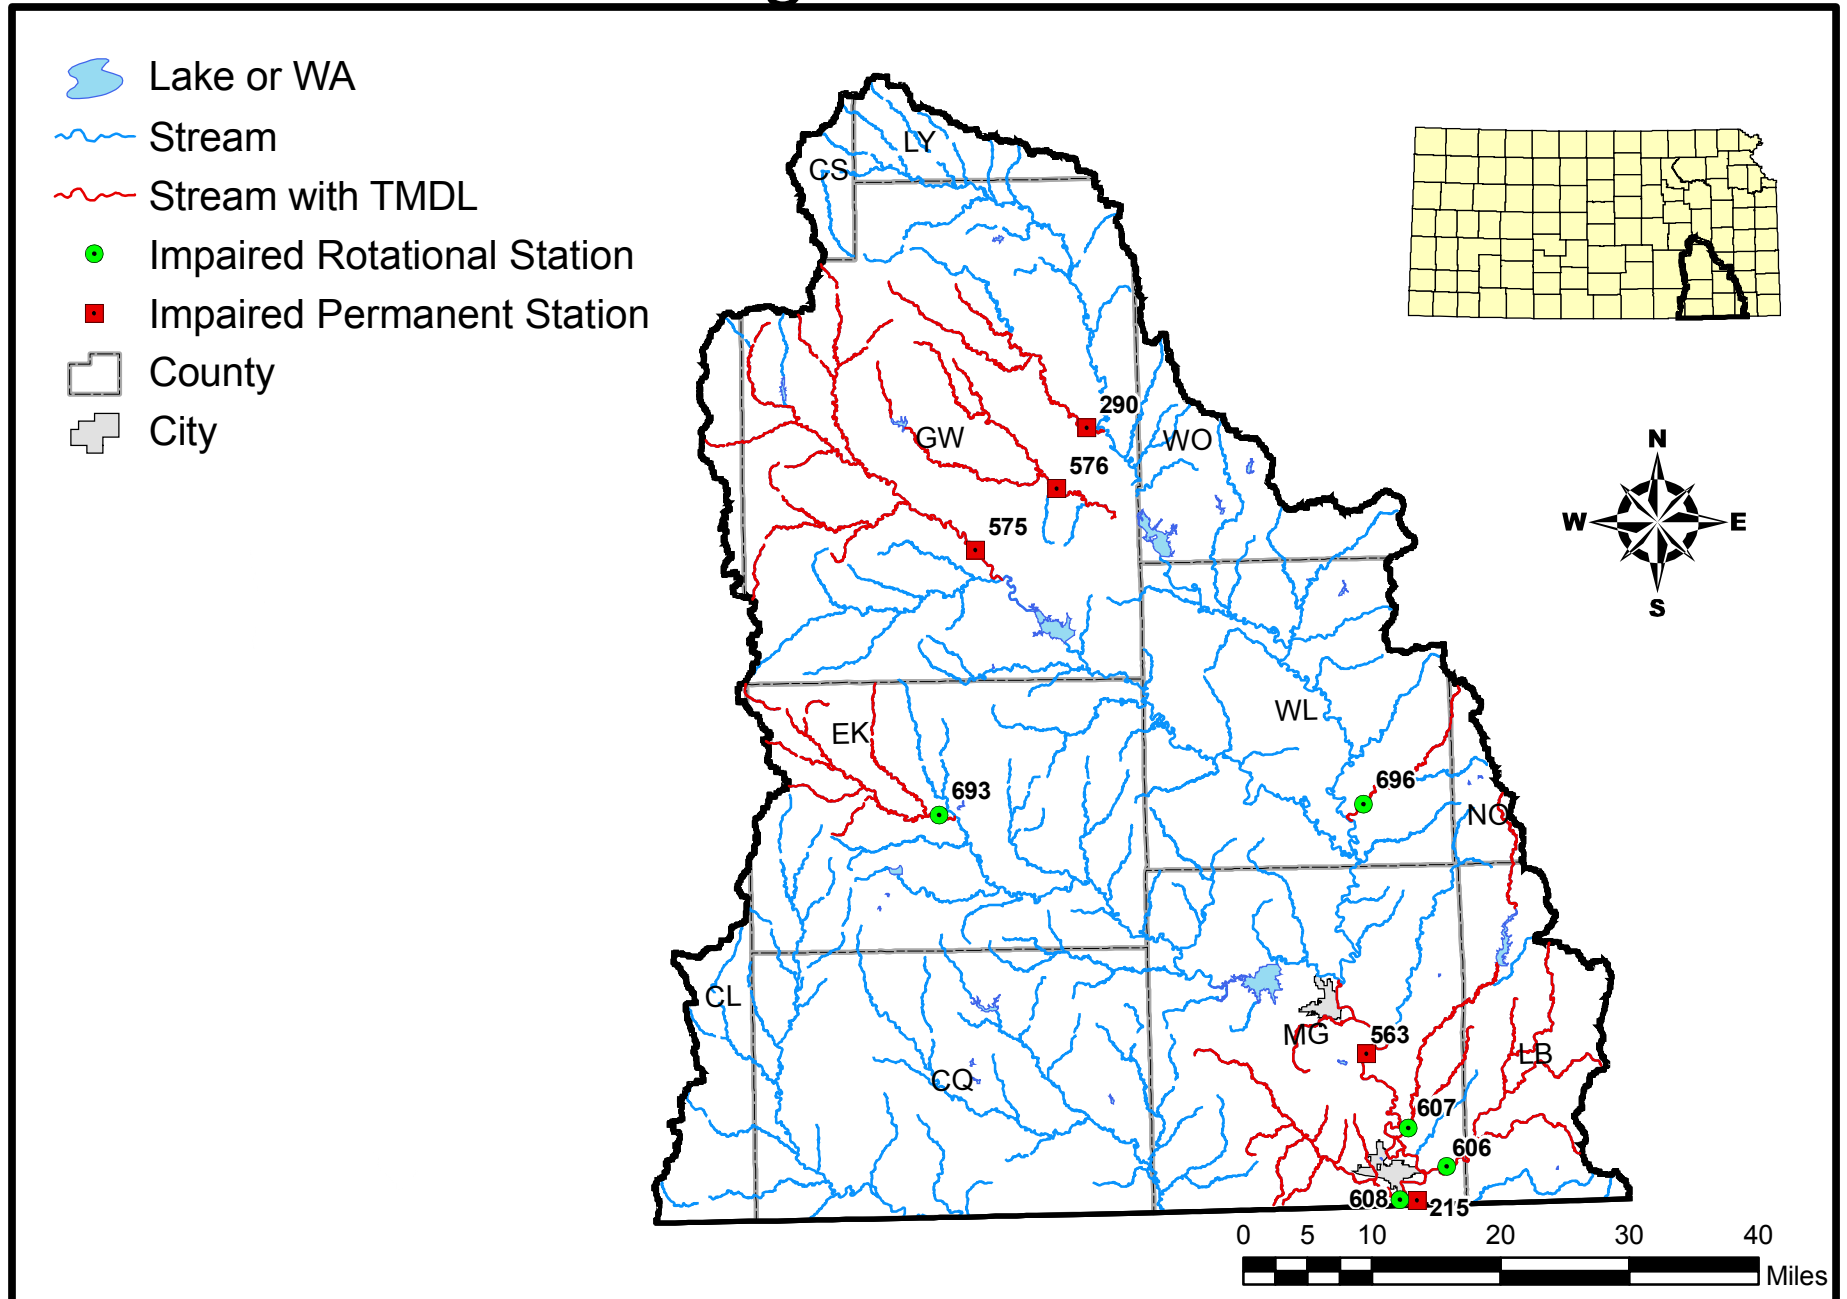 Lake or WA
Stream
Stream with TMDL
Impaired Rotational Station
Impaired Permanent Station
County
City
LY
CS
290
GW
WO
576
575
N
W
E
S
WL
EK
696
693
NO
CL
MG
563
LB
CQ
607
606
608
215
0 5 10 20 30 40
Miles